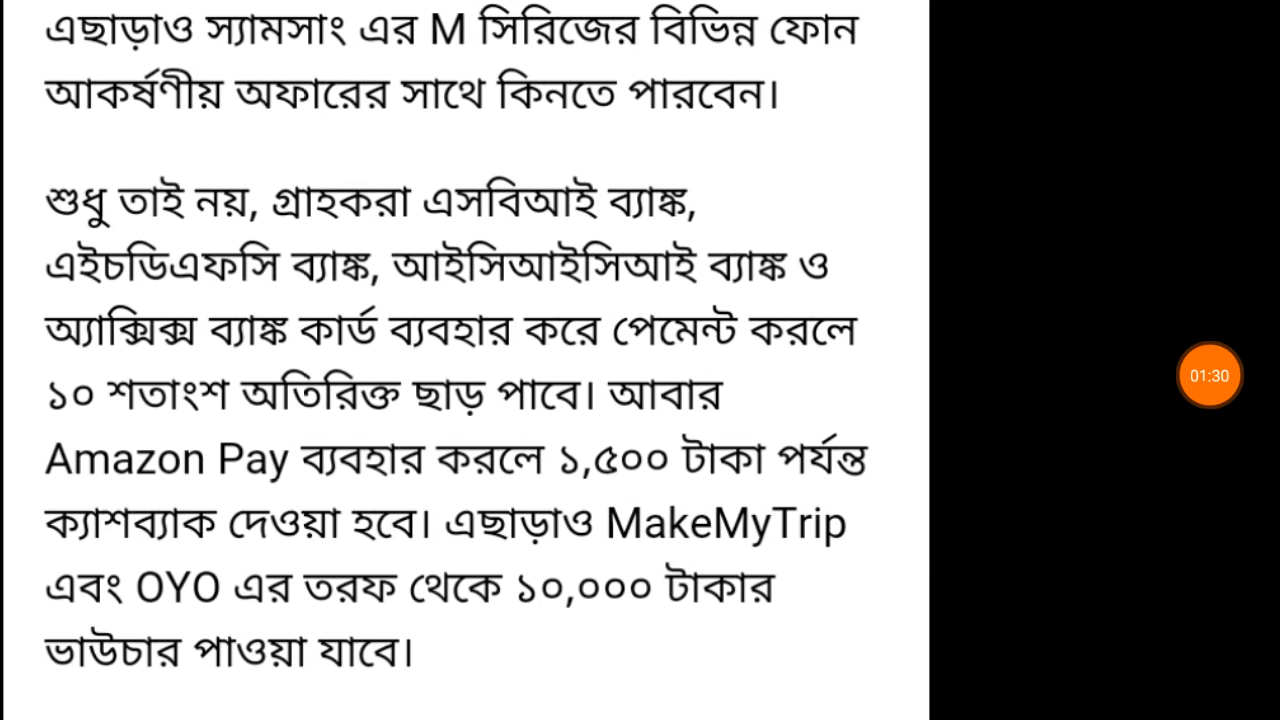 এছাড়াও স্যামসাং এর M সিরিজের বিভিন্ন ফোন
আকর্ষণীয় অফারের সাথে কিনতে পারবেন।
শুধু তাই নয়, গ্রাহকরা এসবিআই ব্যাঙ্ক,
এইচডিএফসি ব্যাঙ্ক, আইসিআইসিআই ব্যাঙ্ক ও
অ্যাক্সিক্স ব্যাঙ্ক কার্ড ব্যবহার করে পেমেন্ট করলে
১০ শতাংশ অতিরিক্ত ছাড় পাবে। আবার
Amazon Pay ব্যবহার করলে ১,৫০০ টাকা পর্যন্ত
ক্যাশব্যাক দেওয়া হবে। এছাড়াও MakeMyTrip
এবং OYO এর তরফ থেকে ১০,০০০ টাকার
ভাউচার পাওয়া যাবে।
01:30